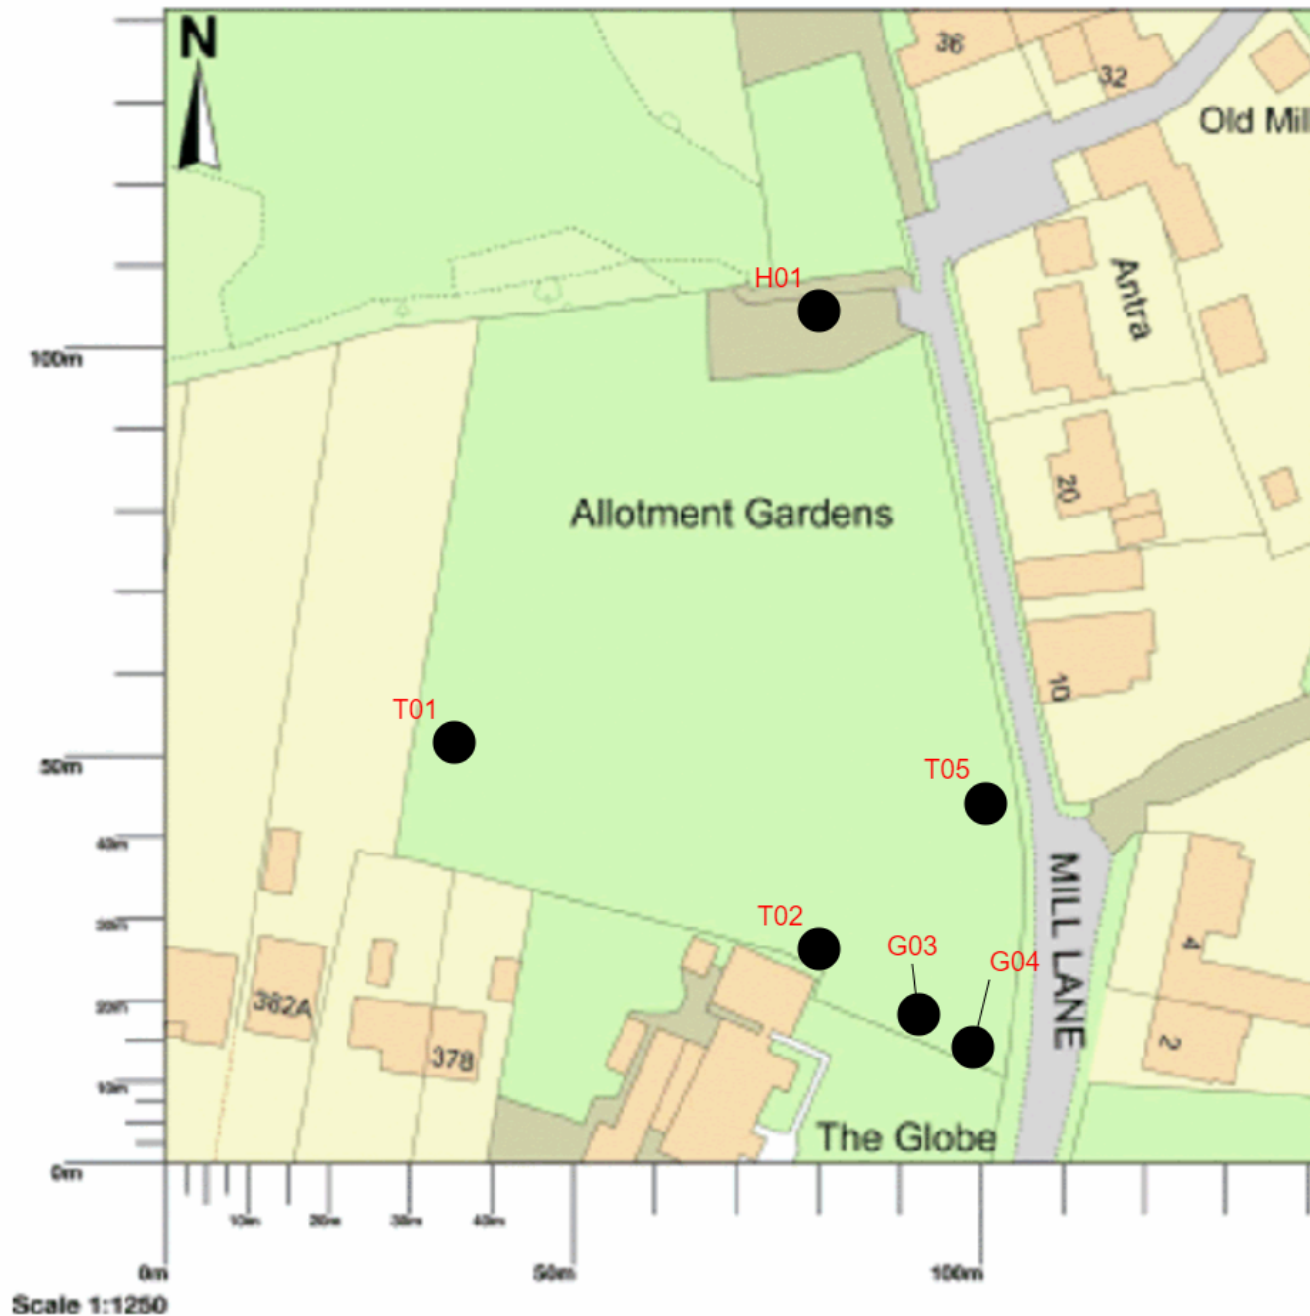 N
36
32
Old Mil
H01
Antra
100m
20
Allotment Gardens
10
T01
50m
T05
40m
MILL LANE
T02
30m
G03
G04
4
382A
20m
378
2
10m
The Globe
0m
10m 20m 30m 40m
0m 50m 100m
Scale 1:1250